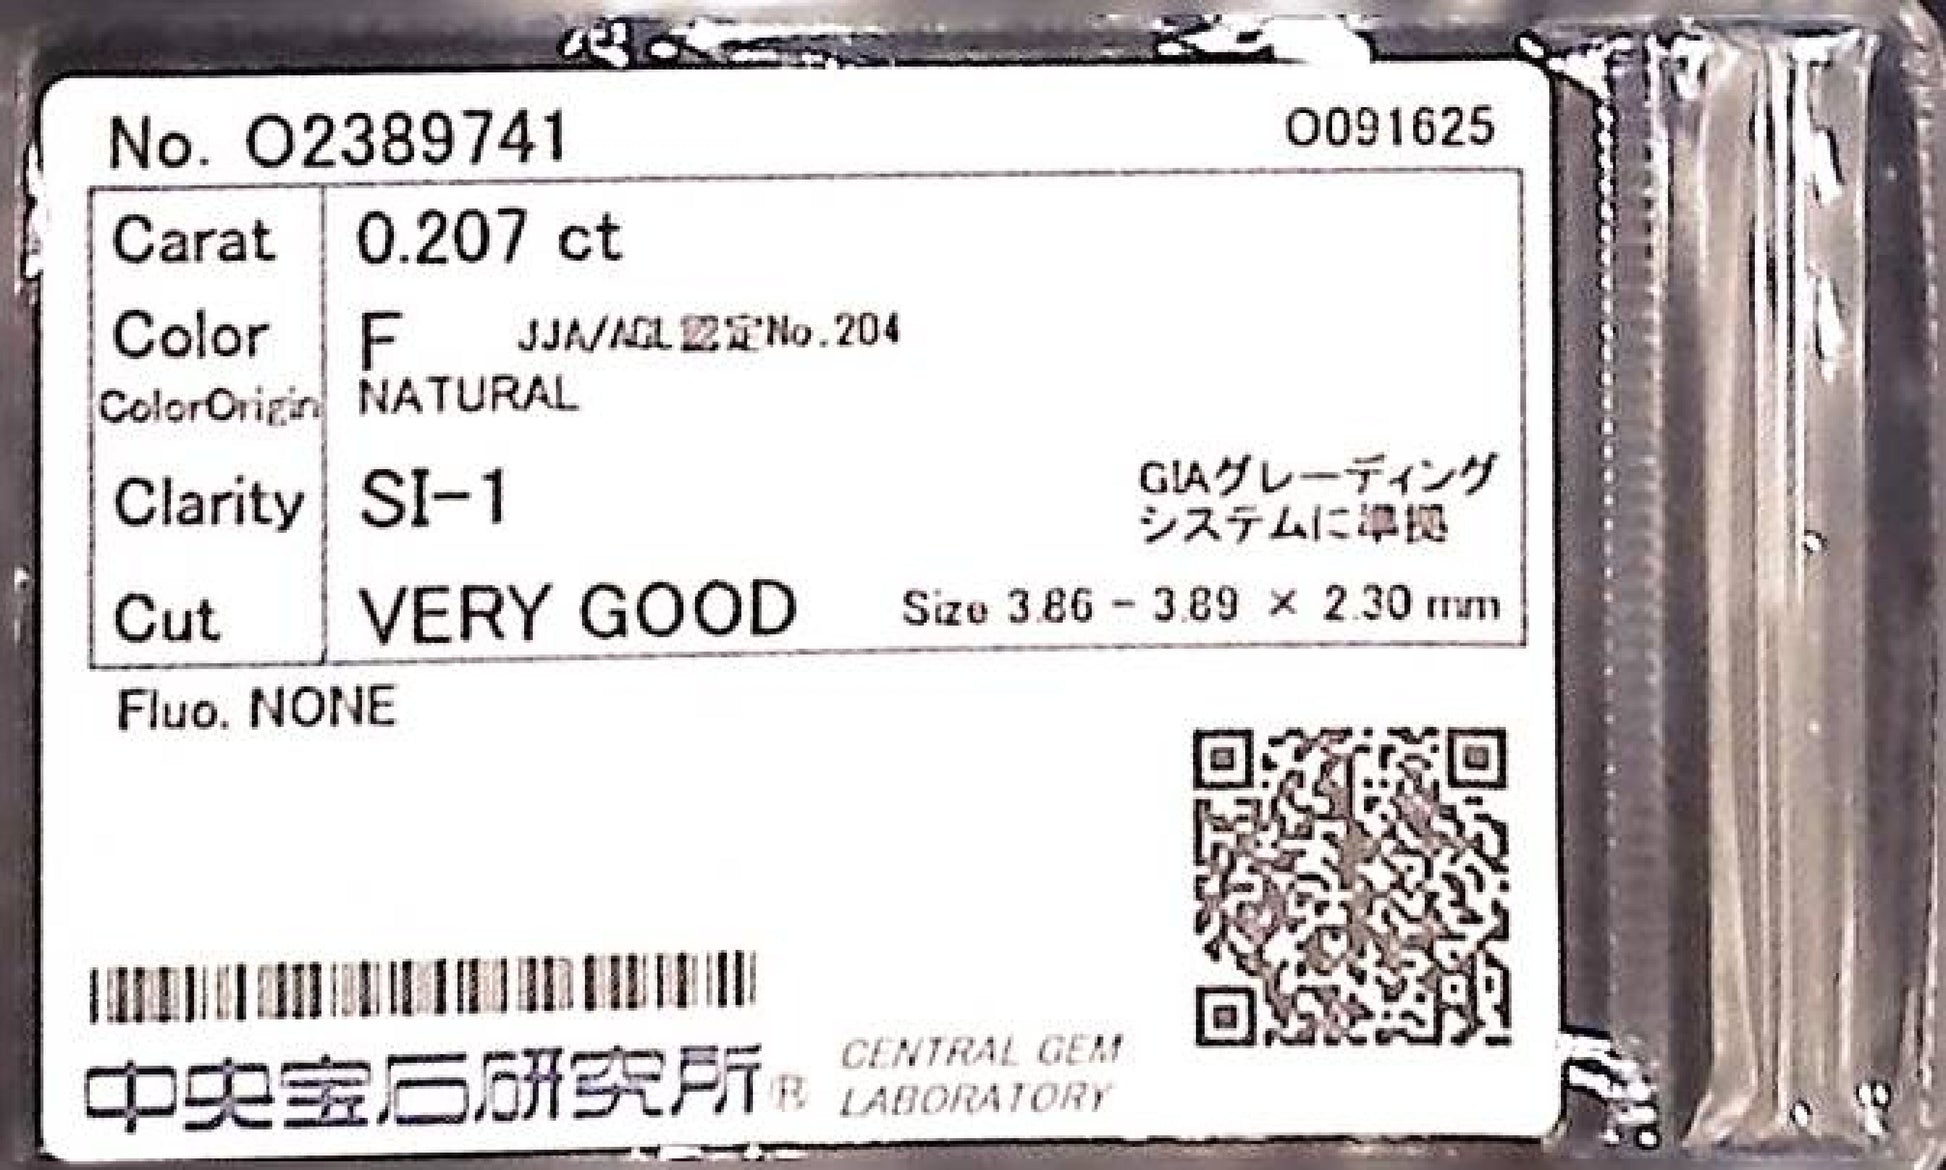 No. O2389741
O091625
Carat 0.207 ct
Color F JJA/AGL認定No.204
ColorOrigin NATURAL
Clarity SI-1
GIAグレーディング
システムに準拠
Cut VERY GOOD Size 3.86 - 3.89 × 2.30 mm
Fluo. NONE
中央宝石研究所® CENTRAL GEM
LABORATORY